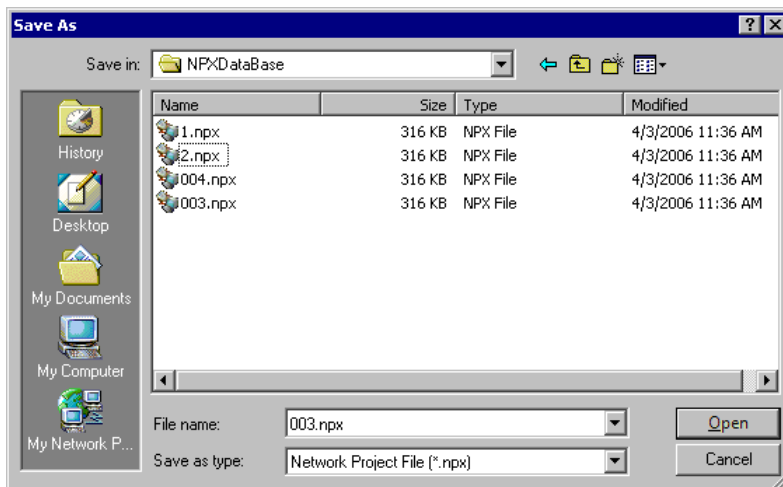 Save As
Save in: NPXDataBase
History
Desktop
My Documents
My Computer
My Network P...
Name Size Type Modified
1.npx 316 KB NPX File 4/3/2006 11:36 AM
2.npx 316 KB NPX File 4/3/2006 11:36 AM
004.npx 316 KB NPX File 4/3/2006 11:36 AM
003.npx 316 KB NPX File 4/3/2006 11:36 AM
File name: 003.npx Open
Save as type: Network Project File (*.npx) Cancel